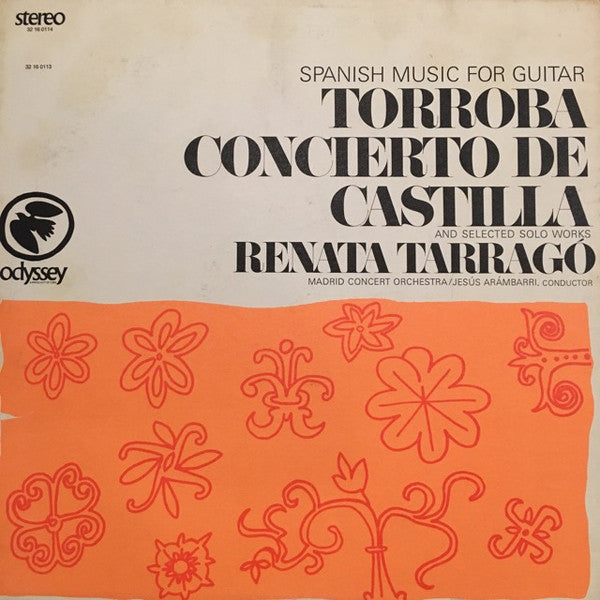 stereo
32 16 0114
32 16 0113
SPANISH MUSIC FOR GUITAR
TORROBA
CONCIERTO DE
CASTILLA
AND SELECTED SOLO WORKS
RENATA TARRAGÓ
MADRID CONCERT ORCHESTRA/JESÚS ARÁMBARRI, CONDUCTOR
odyssey